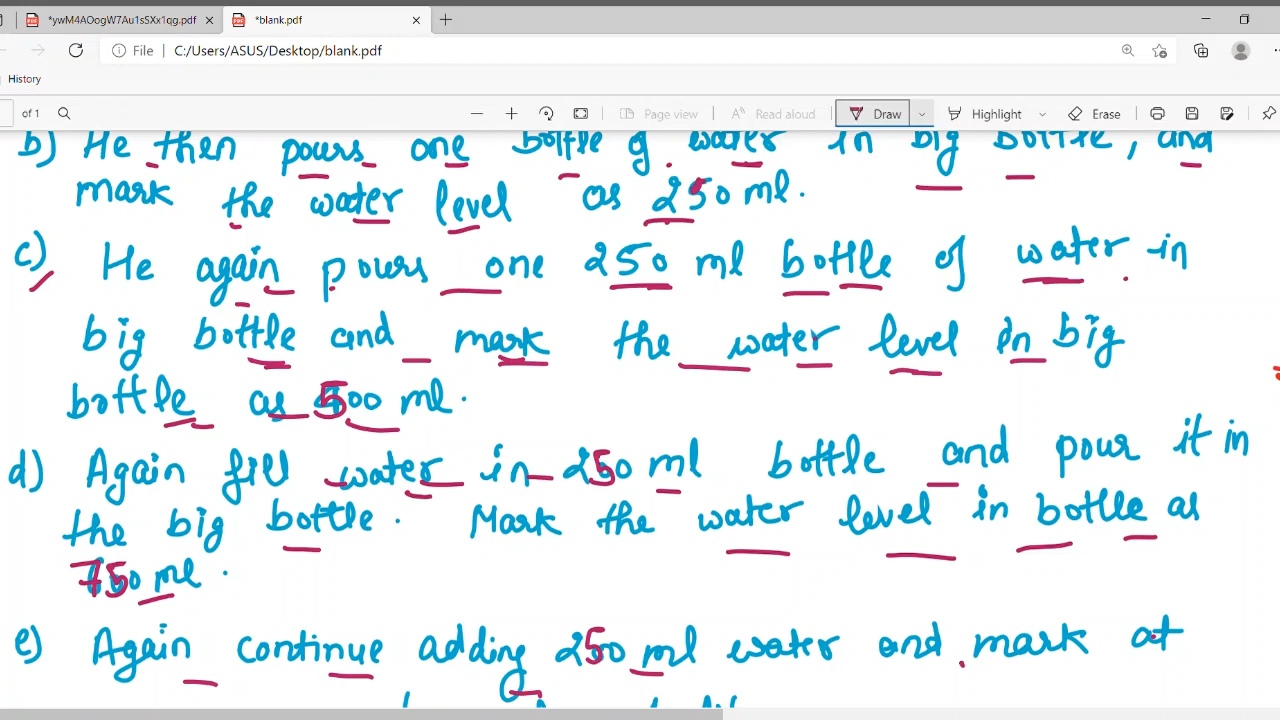 *ywM4AOogW7Au1sSXx1qg.pdf *blank.pdf
File C:/Users/ASUS/Desktop/blank.pdf
History
of 1 Page view Read aloud Draw Highlight Erase
b) He then pours one bottle of water in big bottle, and
mark the water level as 250 ml.
c) He again pours one 250 ml bottle of water in
big bottle and mark the water level in big
bottle as 500 ml.
d) Again fill water in 250 ml bottle and pour it in
the big bottle. Mark the water level in bottle as
750 ml.
e) Again continue adding 250 ml water and mark at